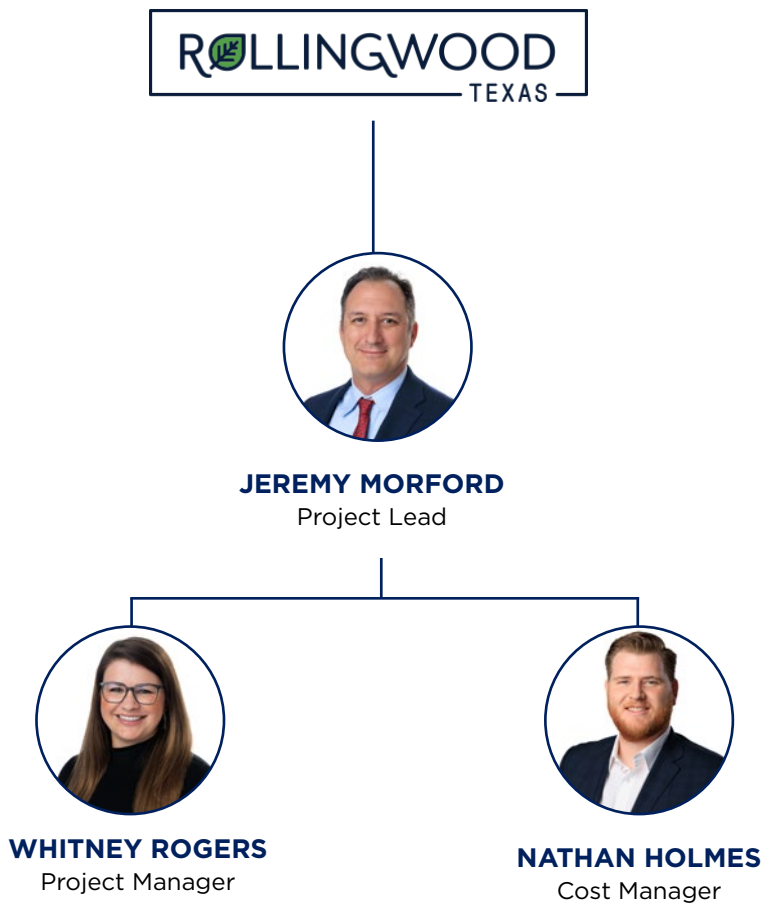 ROLLINGWOOD
TEXAS
JEREMY MORFORD
Project Lead
WHITNEY ROGERS
Project Manager
NATHAN HOLMES
Cost Manager